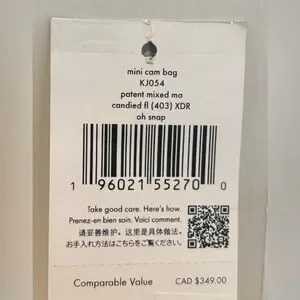 mini cam bag
KJ054
patent mixed ma
candied fl (403) XDR
oh snap
1 96021 55270 0
Take good care. Here's how.
Prenez-en bien soin. Voici comment.
请妥善维护。这里是具体做法
お手入れ方法はこちらをご覧ください。
Comparable Value CAD $349.00